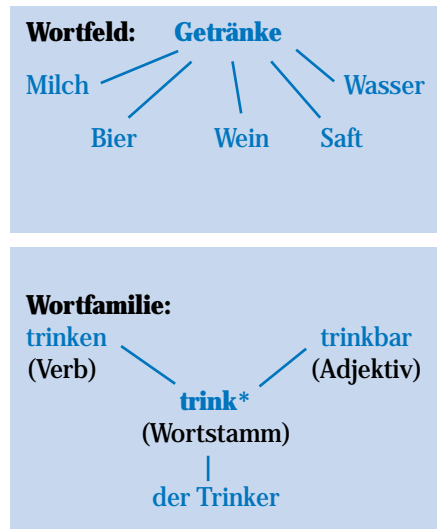 Wortfeld: Getränke
Milch Wasser
Bier Wein Saft
Wortfamilie:
trinken trinkbar
(Verb) (Adjektiv)
trink*
(Wortstamm)
der Trinker